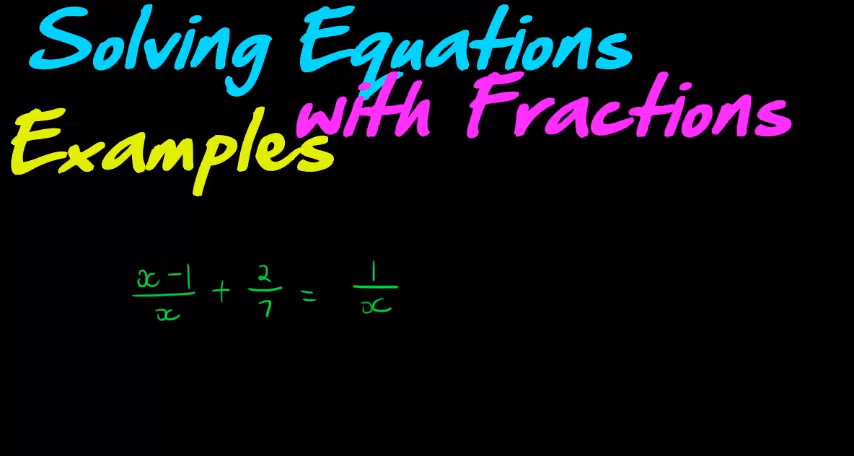 Solving Equations
with Fractions
Examples
x - 1 / x + 2 / 7 = 1 / x